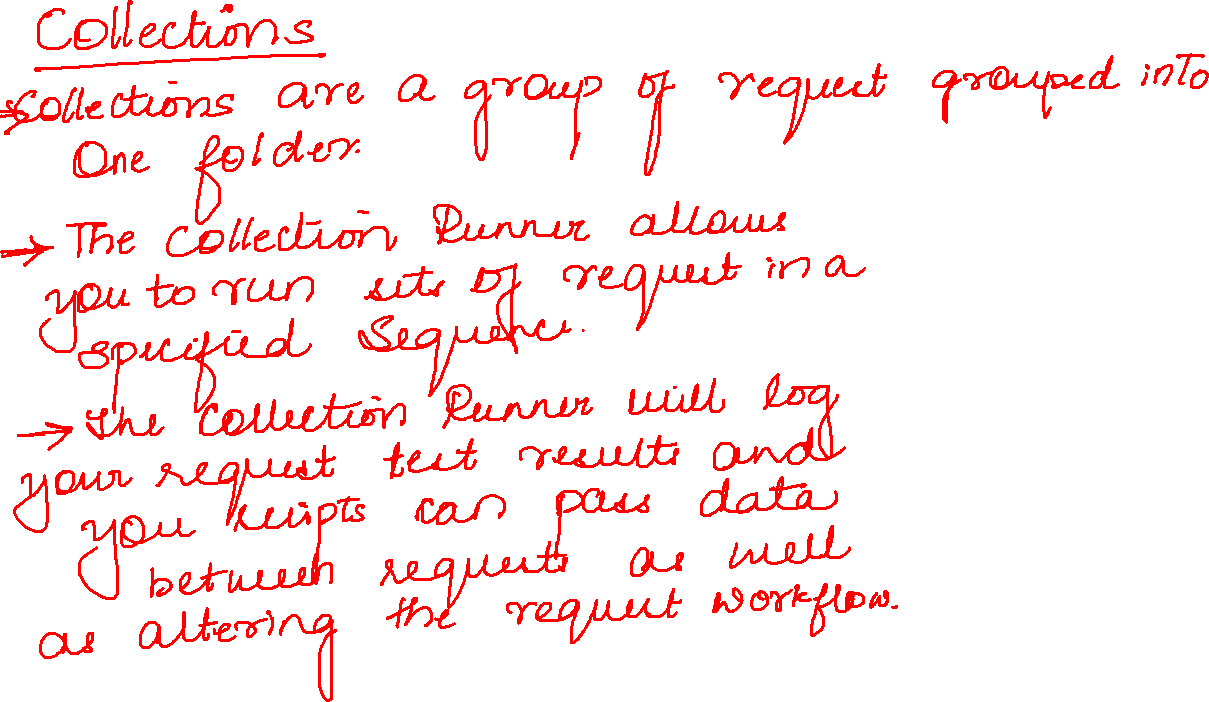 Collections
→ Collections are a group of request grouped into
One folder.
→ The Collection Runner allows
you to run sets of request in a
specified Sequence.
→ The Collection Runner will log
your request test results and
you scripts can pass data
between requests as well
as altering the request workflow.